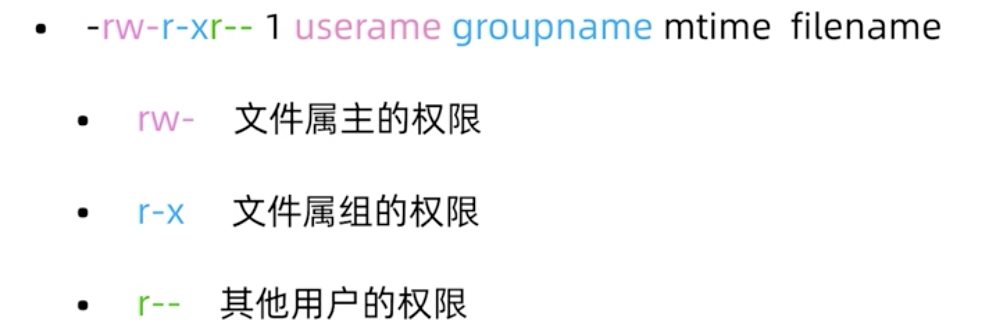 • -rw-r-xr-- 1 userame groupname mtime filename
• rw- 文件属主的权限
• r-x 文件属组的权限
• r-- 其他用户的权限